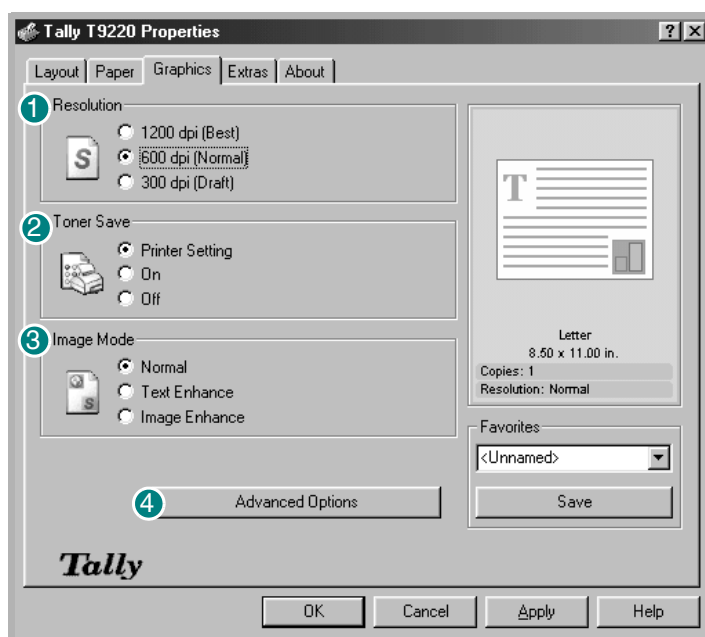 Tally T9220 Properties
Layout Paper Graphics Extras About
1 Resolution
1200 dpi (Best)
600 dpi (Normal)
300 dpi (Draft)
2 Toner Save
Printer Setting
On
Off
3 Image Mode
Normal
Text Enhance
Image Enhance
4 Advanced Options
Tally
T
Letter
8.50 x 11.00 in.
Copies: 1
Resolution: Normal
Favorites
<Unnamed>
Save
OK Cancel Apply Help